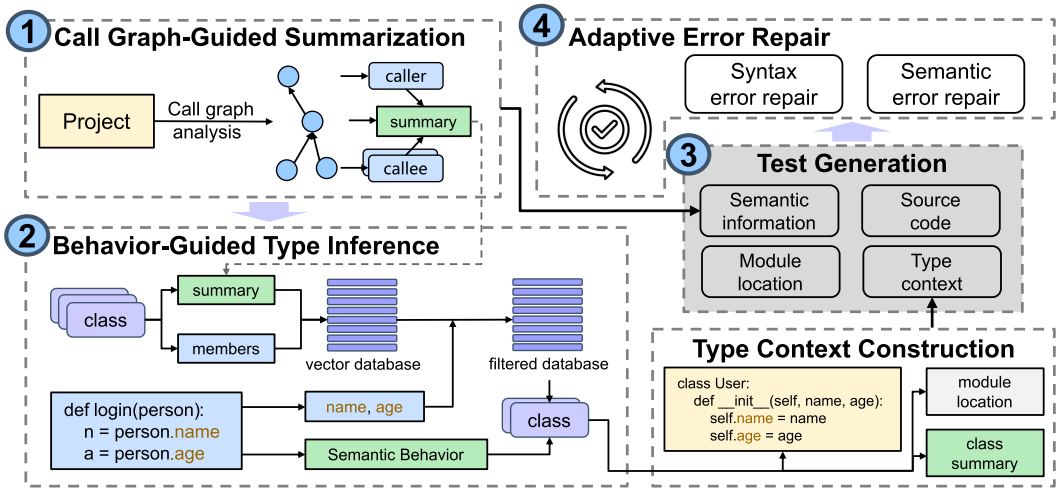 1
Call Graph-Guided Summarization
Project
Call graph
analysis
caller
summary
callee
2
Behavior-Guided Type Inference
class
summary
members
vector database
filtered database
def login(person):
n = person.name
a = person.age
name, age
Semantic Behavior
class
4
Adaptive Error Repair
Syntax
error repair
Semantic
error repair
3
Test Generation
Semantic
information
Source
code
Module
location
Type
context
Type Context Construction
class User:
def __init__(self, name, age):
self.name = name
self.age = age
module
location
class
summary